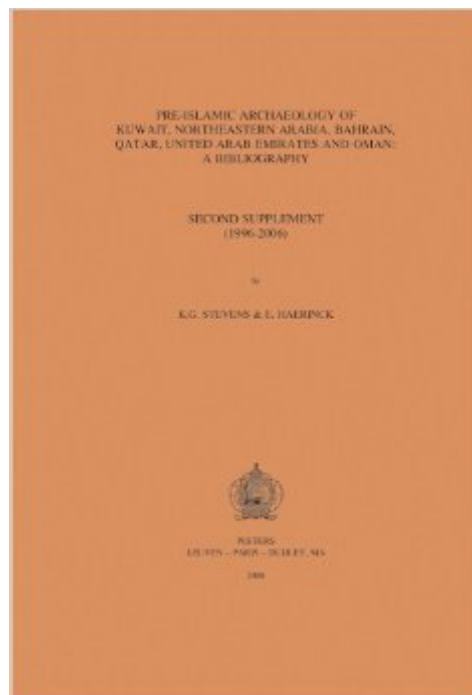 PRE-ISLAMIC ARCHAEOLOGY OF
KUWAIT, NORTHEASTERN ARABIA, BAHRAIN,
QATAR, UNITED ARAB EMIRATES AND OMAN:
A BIBLIOGRAPHY
SECOND SUPPLEMENT
(1996-2006)
by
K.G. STEVENS & E. HAERINCK
PEETERS
LEUVEN – PARIS – DUDLEY, MA